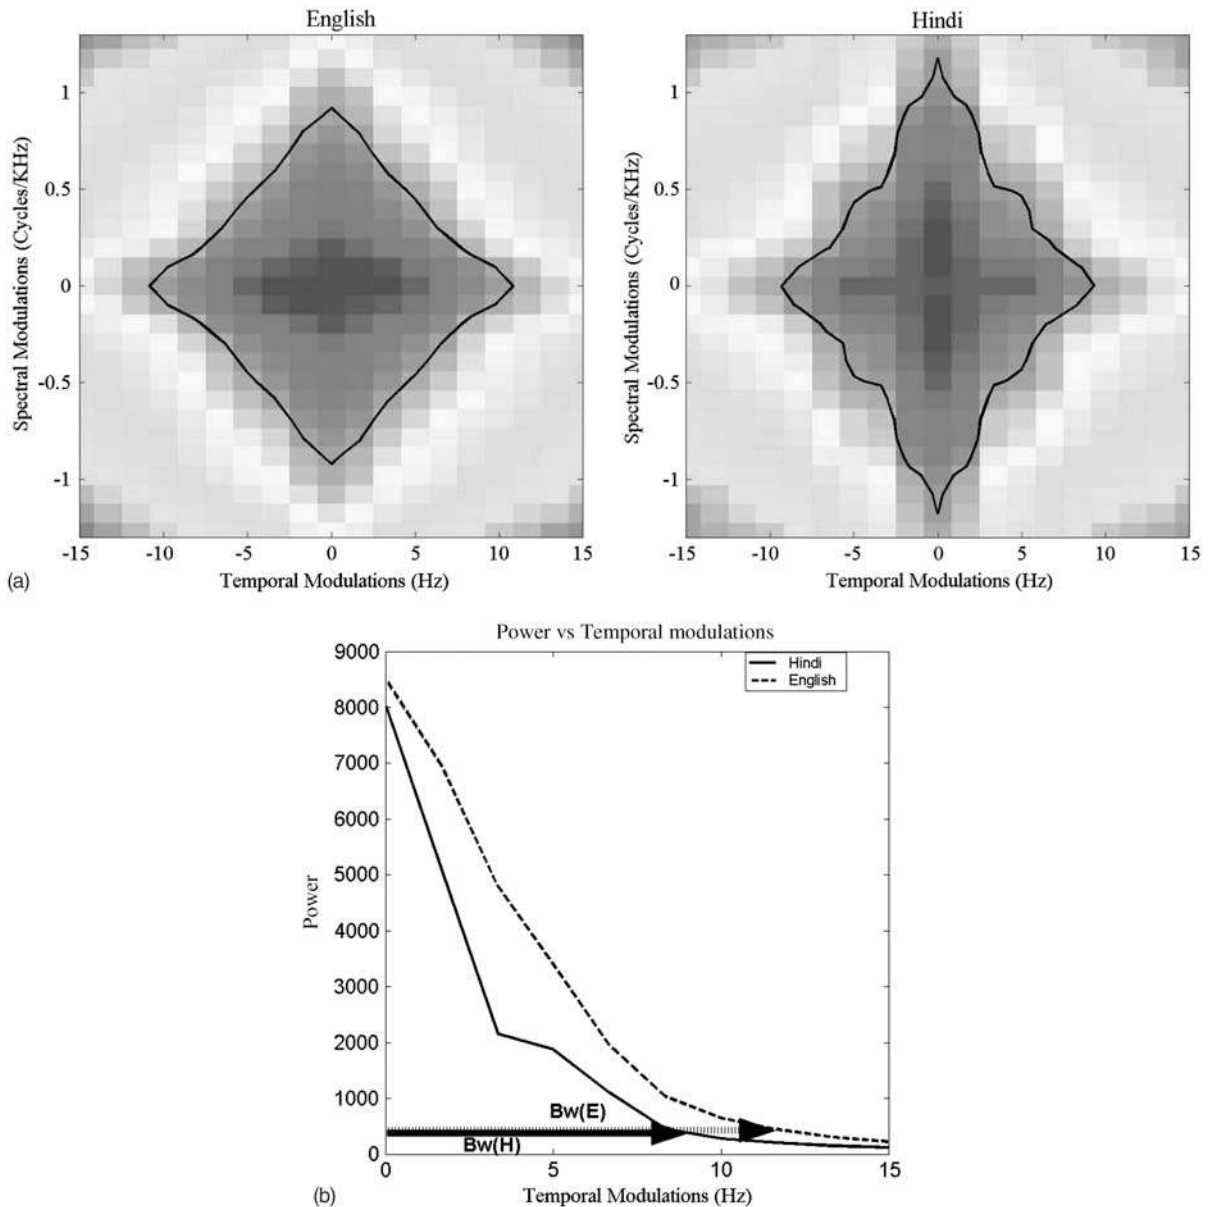 English
Hindi
Spectral Modulations (Cycles/KHz)
1
0.5
0
-0.5
-1
-15 -10 -5 0 5 10 15
Temporal Modulations (Hz)
Spectral Modulations (Cycles/KHz)
1
0.5
0
-0.5
-1
-15 -10 -5 0 5 10 15
Temporal Modulations (Hz)
(a)
Power vs Temporal modulations
Hindi
English
Power
9000
8000
7000
6000
5000
4000
3000
2000
1000
0
Bw(E)
Bw(H)
0 5 10 15
Temporal Modulations (Hz)
(b)